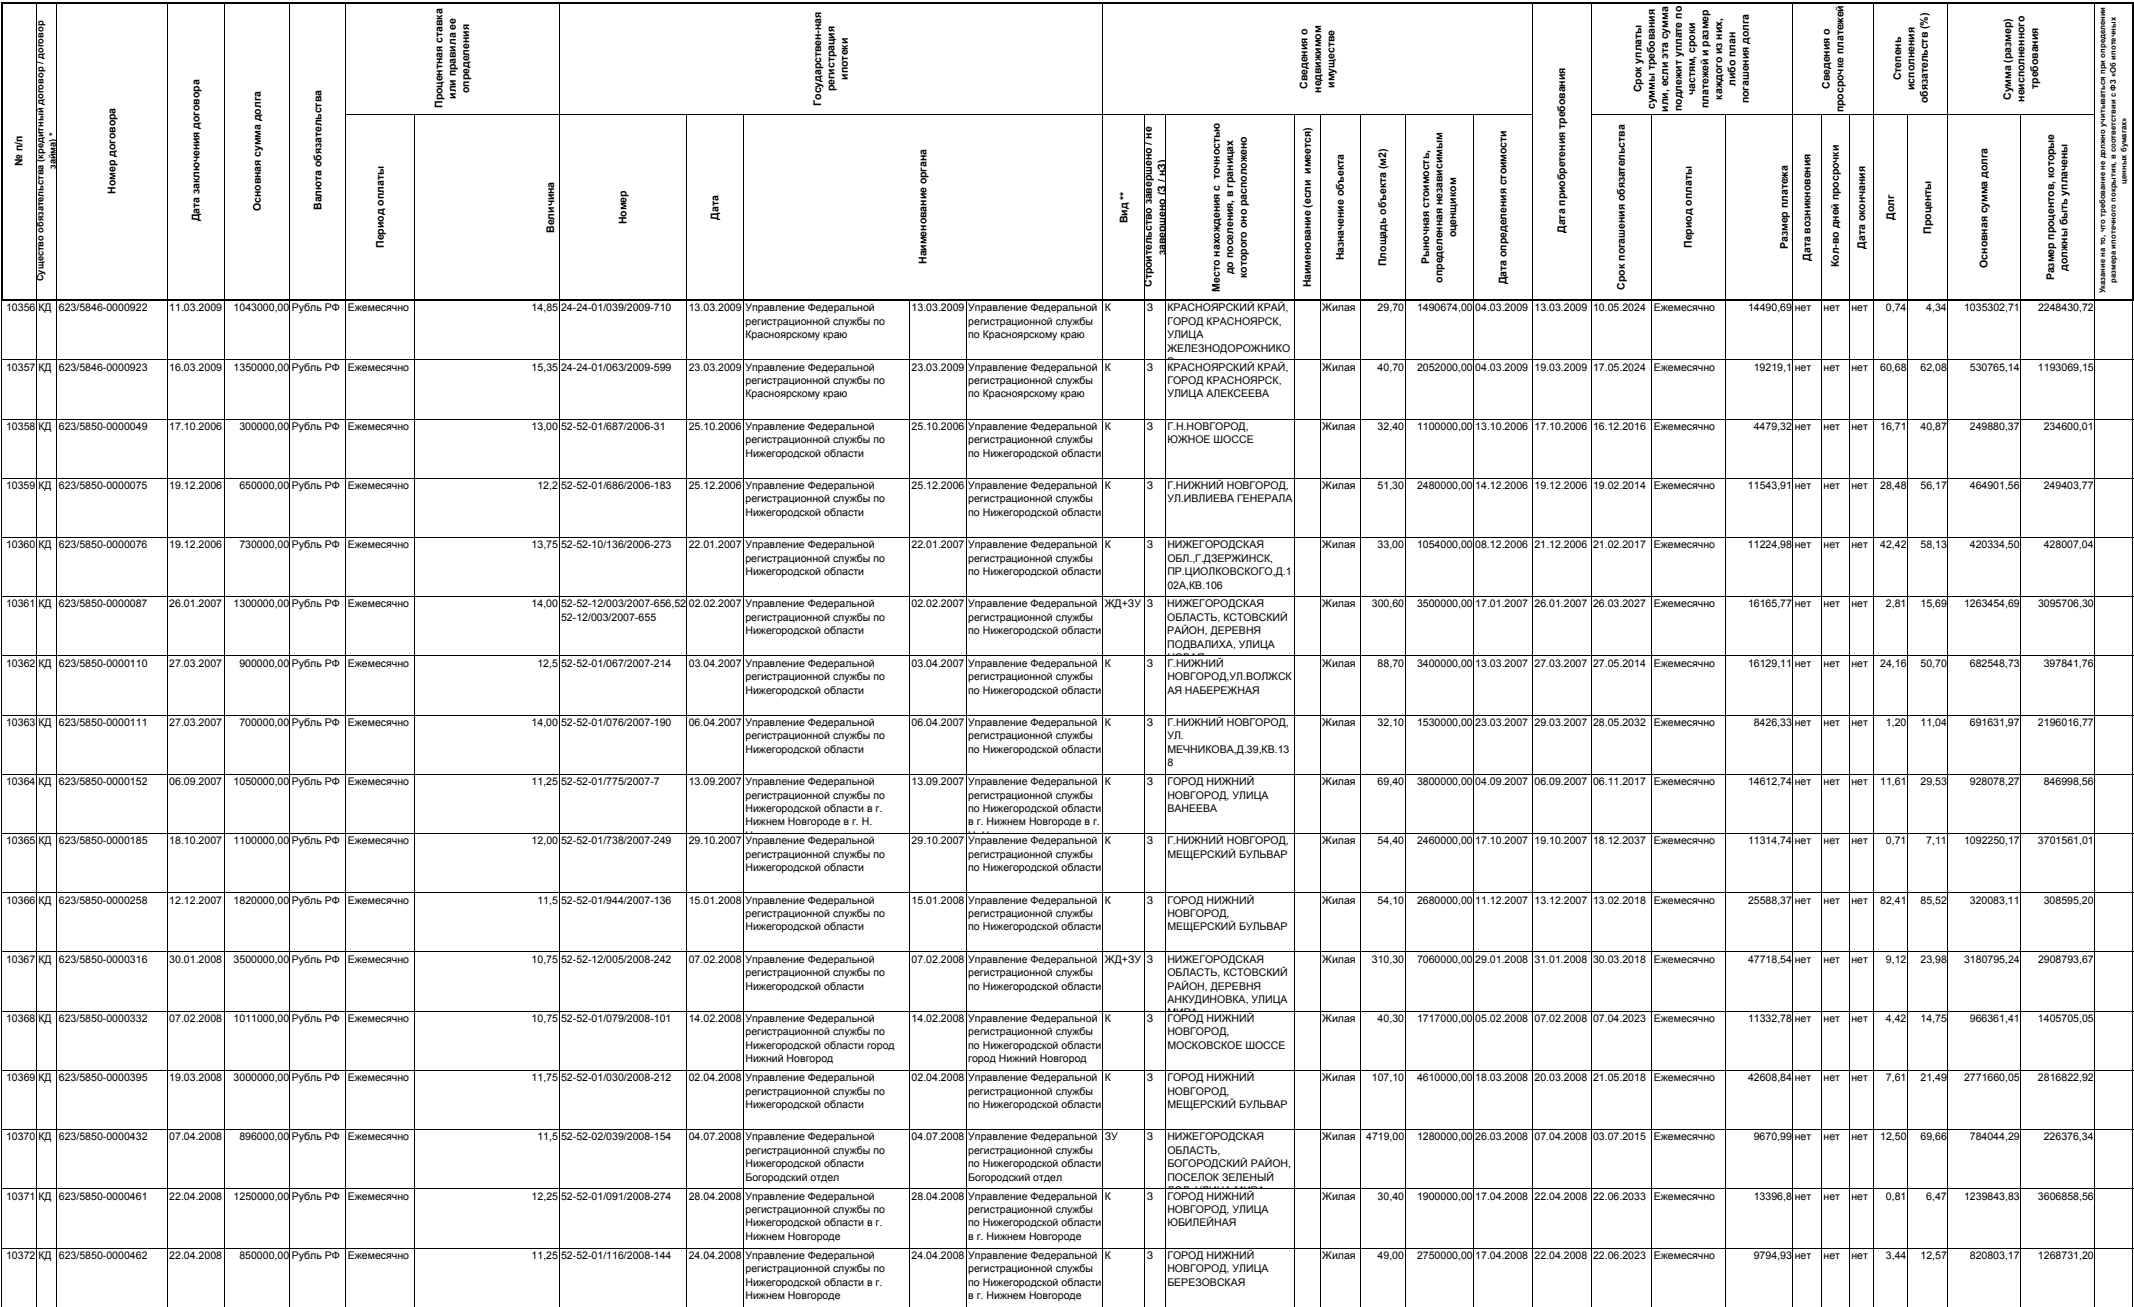 № п/п
Существо обязательства (кредитный договор / договор займа) *
Номер договора
Дата заключения договора
Основная сумма долга
Валюта обязательства
Процентная ставка или правила ее определения
Период оплаты
Величина
Государствен-ная регистрация ипотеки
Номер
Дата
Наименование органа
Сведения о недвижимом имуществе
Вид **
Строительство завершено / не завершено (З / нЗ)
Место нахождения с точностью до поселения, в границах которого оно расположено
Наименование (если имеется)
Назначение объекта
Площадь объекта (м2)
Рыночная стоимость, определенная независимым оценщиком
Дата определения стоимости
Дата приобретения требования
Срок уплаты суммы требования или, если эта сумма подлежит уплате по частям, сроки платежей и размер каждого из них, либо план погашения долга
Срок погашения обязательства
Период оплаты
Размер платежа
Сведения о просрочке платежей
Дата возникновения
Кол-во дней просрочки
Дата окончания
Степень исполнения обязательств (%)
Долг
Проценты
Сумма (размер) неисполненного требования
Основная сумма долга
Размер процентов, которые должны быть уплачены
Указание на то, что требование не должно учитываться при определении размера ипотечного покрытия, в соответствии с ФЗ «Об ипотечных ценных бумагах»
10356 КД 623/5846-0000922 11.03.2009 1043000,00 Рубль РФ Ежемесячно 14,85 24-24-01/039/2009-710 13.03.2009 Управление Федеральной регистрационной службы по Красноярскому краю 13.03.2009 Управление Федеральной регистрационной службы по Красноярскому краю К З КРАСНОЯРСКИЙ КРАЙ, ГОРОД КРАСНОЯРСК, УЛИЦА ЖЕЛЕЗНОДОРОЖНИКО Жилая 29,70 1490674,00 04.03.2009 13.03.2009 10.05.2024 Ежемесячно 14490,69 нет нет нет 0,74 4,34 1035302,71 2248430,72
10357 КД 623/5846-0000923 16.03.2009 1350000,00 Рубль РФ Ежемесячно 15,35 24-24-01/063/2009-599 23.03.2009 Управление Федеральной регистрационной службы по Красноярскому краю 23.03.2009 Управление Федеральной регистрационной службы по Красноярскому краю К З КРАСНОЯРСКИЙ КРАЙ, ГОРОД КРАСНОЯРСК, УЛИЦА АЛЕКСЕЕВА Жилая 40,70 2052000,00 04.03.2009 19.03.2009 17.05.2024 Ежемесячно 19219,1 нет нет нет 60,68 62,08 530765,14 1193069,15
10358 КД 623/5850-0000049 17.10.2006 300000,00 Рубль РФ Ежемесячно 13,00 52-52-01/687/2006-31 25.10.2006 Управление Федеральной регистрационной службы по Нижегородской области 25.10.2006 Управление Федеральной регистрационной службы по Нижегородской области К З Г.Н.НОВГОРОД, ЮЖНОЕ ШОССЕ Жилая 32,40 1100000,00 13.10.2006 17.10.2006 16.12.2016 Ежемесячно 4479,32 нет нет нет 16,71 40,87 249880,37 234600,01
10359 КД 623/5850-0000075 19.12.2006 650000,00 Рубль РФ Ежемесячно 12,2 52-52-01/686/2006-183 25.12.2006 Управление Федеральной регистрационной службы по Нижегородской области 25.12.2006 Управление Федеральной регистрационной службы по Нижегородской области К З Г.НИЖНИЙ НОВГОРОД, УЛ.ИВЛИЕВА ГЕНЕРАЛА Жилая 51,30 2480000,00 14.12.2006 19.12.2006 19.02.2014 Ежемесячно 11543,91 нет нет нет 28,48 56,17 464901,56 249403,77
10360 КД 623/5850-0000076 19.12.2006 730000,00 Рубль РФ Ежемесячно 13,75 52-52-10/136/2006-273 22.01.2007 Управление Федеральной регистрационной службы по Нижегородской области 22.01.2007 Управление Федеральной регистрационной службы по Нижегородской области К З НИЖЕГОРОДСКАЯ ОБЛ.,Г.ДЗЕРЖИНСК, ПР.ЦИОЛКОВСКОГО,Д.1 02А,КВ.106 Жилая 33,00 1054000,00 08.12.2006 21.12.2006 21.02.2017 Ежемесячно 11224,98 нет нет нет 42,42 58,13 420334,50 428007,04
10361 КД 623/5850-0000087 26.01.2007 1300000,00 Рубль РФ Ежемесячно 14,00 52-52-12/003/2007-656,52 52-12/003/2007-655 02.02.2007 Управление Федеральной регистрационной службы по Нижегородской области 02.02.2007 Управление Федеральной регистрационной службы по Нижегородской области ЖД+ЗУ З НИЖЕГОРОДСКАЯ ОБЛАСТЬ, КСТОВСКИЙ РАЙОН, ДЕРЕВНЯ ПОДВАЛИХА, УЛИЦА Жилая 300,60 3500000,00 17.01.2007 26.01.2007 26.03.2027 Ежемесячно 16165,77 нет нет нет 2,81 15,69 1263454,69 3095706,30
10362 КД 623/5850-0000110 27.03.2007 900000,00 Рубль РФ Ежемесячно 12,5 52-52-01/067/2007-214 03.04.2007 Управление Федеральной регистрационной службы по Нижегородской области 03.04.2007 Управление Федеральной регистрационной службы по Нижегородской области К З Г.НИЖНИЙ НОВГОРОД,УЛ.ВОЛЖСК АЯ НАБЕРЕЖНАЯ Жилая 88,70 3400000,00 13.03.2007 27.03.2007 27.05.2014 Ежемесячно 16129,11 нет нет нет 24,16 50,70 682548,73 397841,76
10363 КД 623/5850-0000111 27.03.2007 700000,00 Рубль РФ Ежемесячно 14,00 52-52-01/076/2007-190 06.04.2007 Управление Федеральной регистрационной службы по Нижегородской области 06.04.2007 Управление Федеральной регистрационной службы по Нижегородской области К З Г.НИЖНИЙ НОВГОРОД, УЛ. МЕЧНИКОВА,Д.39,КВ.13 8 Жилая 32,10 1530000,00 23.03.2007 29.03.2007 28.05.2032 Ежемесячно 8426,33 нет нет нет 1,20 11,04 691631,97 2196016,77
10364 КД 623/5850-0000152 06.09.2007 1050000,00 Рубль РФ Ежемесячно 11,25 52-52-01/775/2007-7 13.09.2007 Управление Федеральной регистрационной службы по Нижегородской области в г. Нижнем Новгороде в г. Н. 13.09.2007 Управление Федеральной регистрационной службы по Нижегородской области в г. Нижнем Новгороде в г. К З ГОРОД НИЖНИЙ НОВГОРОД, УЛИЦА ВАНЕЕВА Жилая 69,40 3800000,00 04.09.2007 06.09.2007 06.11.2017 Ежемесячно 14612,74 нет нет нет 11,61 29,53 928078,27 846998,56
10365 КД 623/5850-0000185 18.10.2007 1100000,00 Рубль РФ Ежемесячно 12,00 52-52-01/738/2007-249 29.10.2007 Управление Федеральной регистрационной службы по Нижегородской области 29.10.2007 Управление Федеральной регистрационной службы по Нижегородской области К З Г.НИЖНИЙ НОВГОРОД, МЕЩЕРСКИЙ БУЛЬВАР Жилая 54,40 2460000,00 17.10.2007 19.10.2007 18.12.2037 Ежемесячно 11314,74 нет нет нет 0,71 7,11 1092250,17 3701561,01
10366 КД 623/5850-0000258 12.12.2007 1820000,00 Рубль РФ Ежемесячно 11,5 52-52-01/944/2007-136 15.01.2008 Управление Федеральной регистрационной службы по Нижегородской области 15.01.2008 Управление Федеральной регистрационной службы по Нижегородской области К З ГОРОД НИЖНИЙ НОВГОРОД, МЕЩЕРСКИЙ БУЛЬВАР Жилая 54,10 2680000,00 11.12.2007 13.12.2007 13.02.2018 Ежемесячно 25588,37 нет нет нет 82,41 85,52 320083,11 308595,20
10367 КД 623/5850-0000316 30.01.2008 3500000,00 Рубль РФ Ежемесячно 10,75 52-52-12/005/2008-242 07.02.2008 Управление Федеральной регистрационной службы по Нижегородской области 07.02.2008 Управление Федеральной регистрационной службы по Нижегородской области ЖД+ЗУ З НИЖЕГОРОДСКАЯ ОБЛАСТЬ, КСТОВСКИЙ РАЙОН, ДЕРЕВНЯ АНКУДИНОВКА, УЛИЦА Жилая 310,30 7060000,00 29.01.2008 31.01.2008 30.03.2018 Ежемесячно 47718,54 нет нет нет 9,12 23,98 3180795,24 2908793,67
10368 КД 623/5850-0000332 07.02.2008 1011000,00 Рубль РФ Ежемесячно 10,75 52-52-01/079/2008-101 14.02.2008 Управление Федеральной регистрационной службы по Нижегородской области город Нижний Новгород 14.02.2008 Управление Федеральной регистрационной службы по Нижегородской области город Нижний Новгород К З ГОРОД НИЖНИЙ НОВГОРОД, МОСКОВСКОЕ ШОССЕ Жилая 40,30 1717000,00 05.02.2008 07.02.2008 07.04.2023 Ежемесячно 11332,78 нет нет нет 4,42 14,75 966361,41 1405705,05
10369 КД 623/5850-0000395 19.03.2008 3000000,00 Рубль РФ Ежемесячно 11,75 52-52-01/030/2008-212 02.04.2008 Управление Федеральной регистрационной службы по Нижегородской области 02.04.2008 Управление Федеральной регистрационной службы по Нижегородской области К З ГОРОД НИЖНИЙ НОВГОРОД, МЕЩЕРСКИЙ БУЛЬВАР Жилая 107,10 4610000,00 18.03.2008 20.03.2008 21.05.2018 Ежемесячно 42608,84 нет нет нет 7,61 21,49 2771660,05 2816822,92
10370 КД 623/5850-0000432 07.04.2008 896000,00 Рубль РФ Ежемесячно 11,5 52-52-02/039/2008-154 04.07.2008 Управление Федеральной регистрационной службы по Нижегородской области Богородский отдел 04.07.2008 Управление Федеральной регистрационной службы по Нижегородской области Богородский отдел ЗУ З НИЖЕГОРОДСКАЯ ОБЛАСТЬ, БОГОРОДСКИЙ РАЙОН, ПОСЕЛОК ЗЕЛЕНЫЙ Жилая 4719,00 1280000,00 26.03.2008 07.04.2008 03.07.2015 Ежемесячно 9670,99 нет нет нет 12,50 69,66 784044,29 226376,34
10371 КД 623/5850-0000461 22.04.2008 1250000,00 Рубль РФ Ежемесячно 12,25 52-52-01/091/2008-274 28.04.2008 Управление Федеральной регистрационной службы по Нижегородской области в г. Нижнем Новгороде 28.04.2008 Управление Федеральной регистрационной службы по Нижегородской области в г. Нижнем Новгороде К З ГОРОД НИЖНИЙ НОВГОРОД, УЛИЦА ЮБИЛЕЙНАЯ Жилая 30,40 1900000,00 17.04.2008 22.04.2008 22.06.2033 Ежемесячно 13396,8 нет нет нет 0,81 6,47 1239843,83 3606858,56
10372 КД 623/5850-0000462 22.04.2008 850000,00 Рубль РФ Ежемесячно 11,25 52-52-01/116/2008-144 24.04.2008 Управление Федеральной регистрационной службы по Нижегородской области в г. Нижнем Новгороде 24.04.2008 Управление Федеральной регистрационной службы по Нижегородской области в г. Нижнем Новгороде К З ГОРОД НИЖНИЙ НОВГОРОД, УЛИЦА БЕРЕЗОВСКАЯ Жилая 49,00 2750000,00 17.04.2008 22.04.2008 22.06.2023 Ежемесячно 9794,93 нет нет нет 3,44 12,57 820803,17 1268731,20